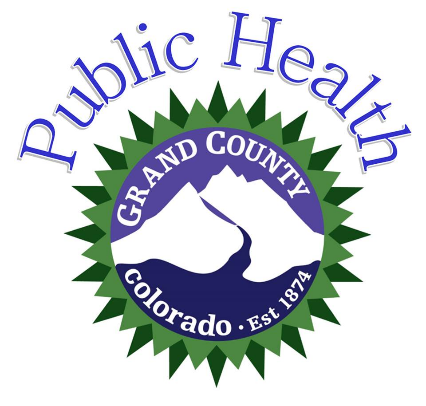 Public Health
GRAND COUNTY
colorado · Est 1874